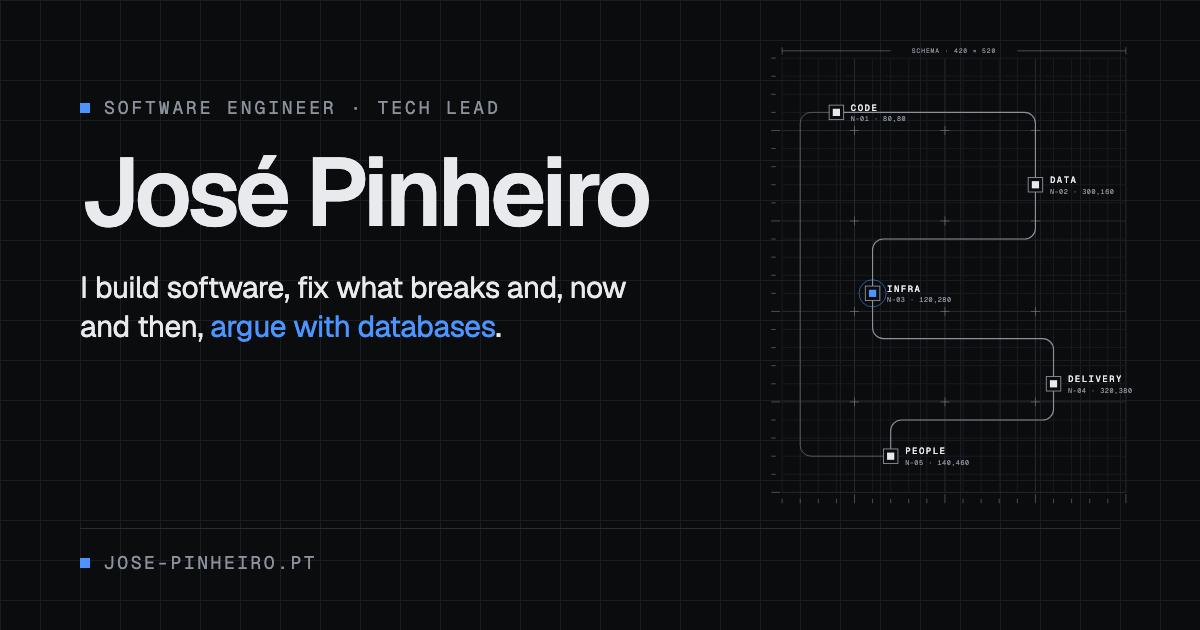 SCHEMA · 420 × 520
SOFTWARE ENGINEER · TECH LEAD
José Pinheiro
I build software, fix what breaks and, now
and then, argue with databases.
CODE
N-01 · 80,80
DATA
N-02 · 300,160
INFRA
N-03 · 120,280
DELIVERY
N-04 · 320,380
PEOPLE
N-05 · 140,460
JOSE-PINHEIRO.PT